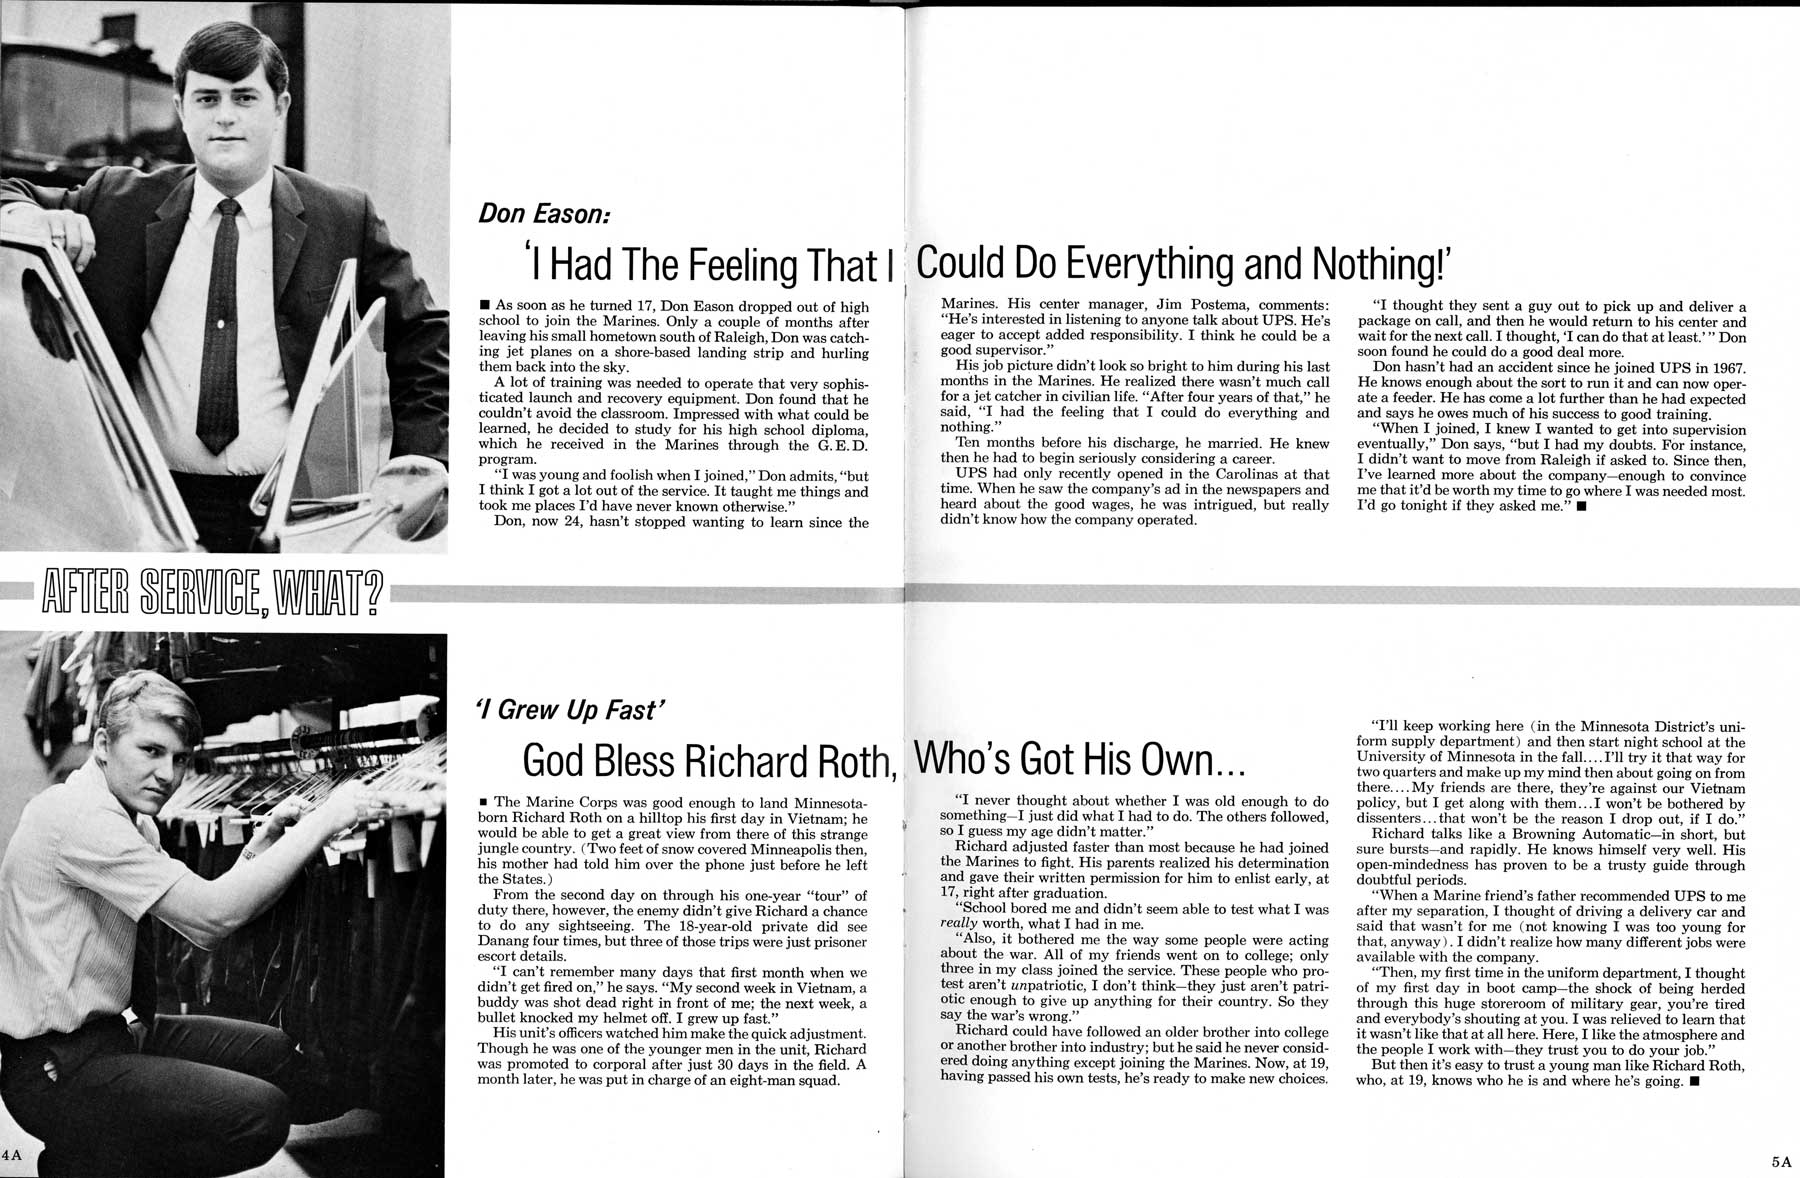 Don Eason:
‘I Had The Feeling That I Could Do Everything and Nothing!’
■ As soon as he turned 17, Don Eason dropped out of high
school to join the Marines. Only a couple of months after
leaving his small hometown south of Raleigh, Don was catch-
ing jet planes on a shore-based landing strip and hurling
them back into the sky.
A lot of training was needed to operate that very sophis-
ticated launch and recovery equipment. Don found that he
couldn’t avoid the classroom. Impressed with what could be
learned, he decided to study for his high school diploma,
which he received in the Marines through the G.E.D.
program.
“I was young and foolish when I joined,” Don admits, “but
I think I got a lot out of the service. It taught me things and
took me places I’d have never known otherwise.”
Don, now 24, hasn’t stopped wanting to learn since the
Marines. His center manager, Jim Postema, comments:
“He’s interested in listening to anyone talk about UPS. He’s
eager to accept added responsibility. I think he could be a
good supervisor.”
His job picture didn’t look so bright to him during his last
months in the Marines. He realized there wasn’t much call
for a jet catcher in civilian life. “After four years of that,” he
said, “I had the feeling that I could do everything and
nothing.”
Ten months before his discharge, he married. He knew
then he had to begin seriously considering a career.
UPS had only recently opened in the Carolinas at that
time. When he saw the company’s ad in the newspapers and
heard about the good wages, he was intrigued, but really
didn’t know how the company operated.
“I thought they sent a guy out to pick up and deliver a
package on call, and then he would return to his center and
wait for the next call. I thought, ‘I can do that at least.’ ” Don
soon found he could do a good deal more.
Don hasn’t had an accident since he joined UPS in 1967.
He knows enough about the sort to run it and can now oper-
ate a feeder. He has come a lot further than he had expected
and says he owes much of his success to good training.
“When I joined, I knew I wanted to get into supervision
eventually,” Don says, “but I had my doubts. For instance,
I didn’t want to move from Raleigh if asked to. Since then,
I’ve learned more about the company—enough to convince
me that it’d be worth my time to go where I was needed most.
I’d go tonight if they asked me.” ■
AFTER SERVICE, WHAT?
‘I Grew Up Fast’
God Bless Richard Roth, Who’s Got His Own...
■ The Marine Corps was good enough to land Minnesota-
born Richard Roth on a hilltop his first day in Vietnam; he
would be able to get a great view from there of this strange
jungle country. (Two feet of snow covered Minneapolis then,
his mother had told him over the phone just before he left
the States.)
From the second day on through his one-year “tour” of
duty there, however, the enemy didn’t give Richard a chance
to do any sightseeing. The 18-year-old private did see
Danang four times, but three of those trips were just prisoner
escort details.
“I can’t remember many days that first month when we
didn’t get fired on,” he says. “My second week in Vietnam, a
buddy was shot dead right in front of me; the next week, a
bullet knocked my helmet off. I grew up fast.”
His unit’s officers watched him make the quick adjustment.
Though he was one of the younger men in the unit, Richard
was promoted to corporal after just 30 days in the field. A
month later, he was put in charge of an eight-man squad.
“I never thought about whether I was old enough to do
something—I just did what I had to do. The others followed,
so I guess my age didn’t matter.”
Richard adjusted faster than most because he had joined
the Marines to fight. His parents realized his determination
and gave their written permission for him to enlist early, at
17, right after graduation.
“School bored me and didn’t seem able to test what I was
really worth, what I had in me.
“Also, it bothered me the way some people were acting
about the war. All of my friends went on to college; only
three in my class joined the service. These people who pro-
test aren’t unpatriotic, I don’t think—they just aren’t patri-
otic enough to give up anything for their country. So they
say the war’s wrong.”
Richard could have followed an older brother into college
or another brother into industry; but he said he never consid-
ered doing anything except joining the Marines. Now, at 19,
having passed his own tests, he’s ready to make new choices.
“I’ll keep working here (in the Minnesota District’s uni-
form supply department) and then start night school at the
University of Minnesota in the fall....I’ll try it that way for
two quarters and make up my mind then about going on from
there....My friends are there, they’re against our Vietnam
policy, but I get along with them...I won’t be bothered by
dissenters...that won’t be the reason I drop out, if I do.”
Richard talks like a Browning Automatic—in short, but
sure bursts—and rapidly. He knows himself very well. His
open-mindedness has proven to be a trusty guide through
doubtful periods.
“When a Marine friend’s father recommended UPS to me
after my separation, I thought of driving a delivery car and
said that wasn’t for me (not knowing I was too young for
that, anyway). I didn’t realize how many different jobs were
available with the company.
“Then, my first time in the uniform department, I thought
of my first day in boot camp—the shock of being herded
through this huge storeroom of military gear, you’re tired
and everybody’s shouting at you. I was relieved to learn that
it wasn’t like that at all here. Here, I like the atmosphere and
the people I work with—they trust you to do your job.”
But then it’s easy to trust a young man like Richard Roth,
who, at 19, knows who he is and where he’s going. ■
4A
5A